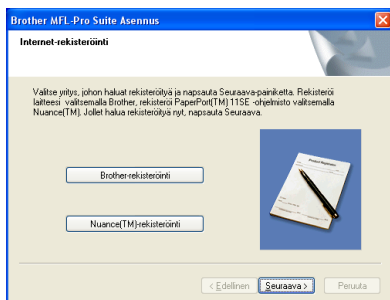 Brother MFL-Pro Suite Asennus
Internet-rekisteröinti
Valitse yritys, johon haluat rekisteröityä ja napsauta Seuraava-painiketta. Rekisteröi
laitteesi valitsemalla Brother, rekisteröi PaperPort(TM) 11SE -ohjelmisto valitsemalla
Nuance(TM). Jollet halua rekisteröityä nyt, napsauta Seuraava.
Brother-rekisteröinti
Nuance(TM)-rekisteröinti
< Edellinen
Seuraava >
Peruuta